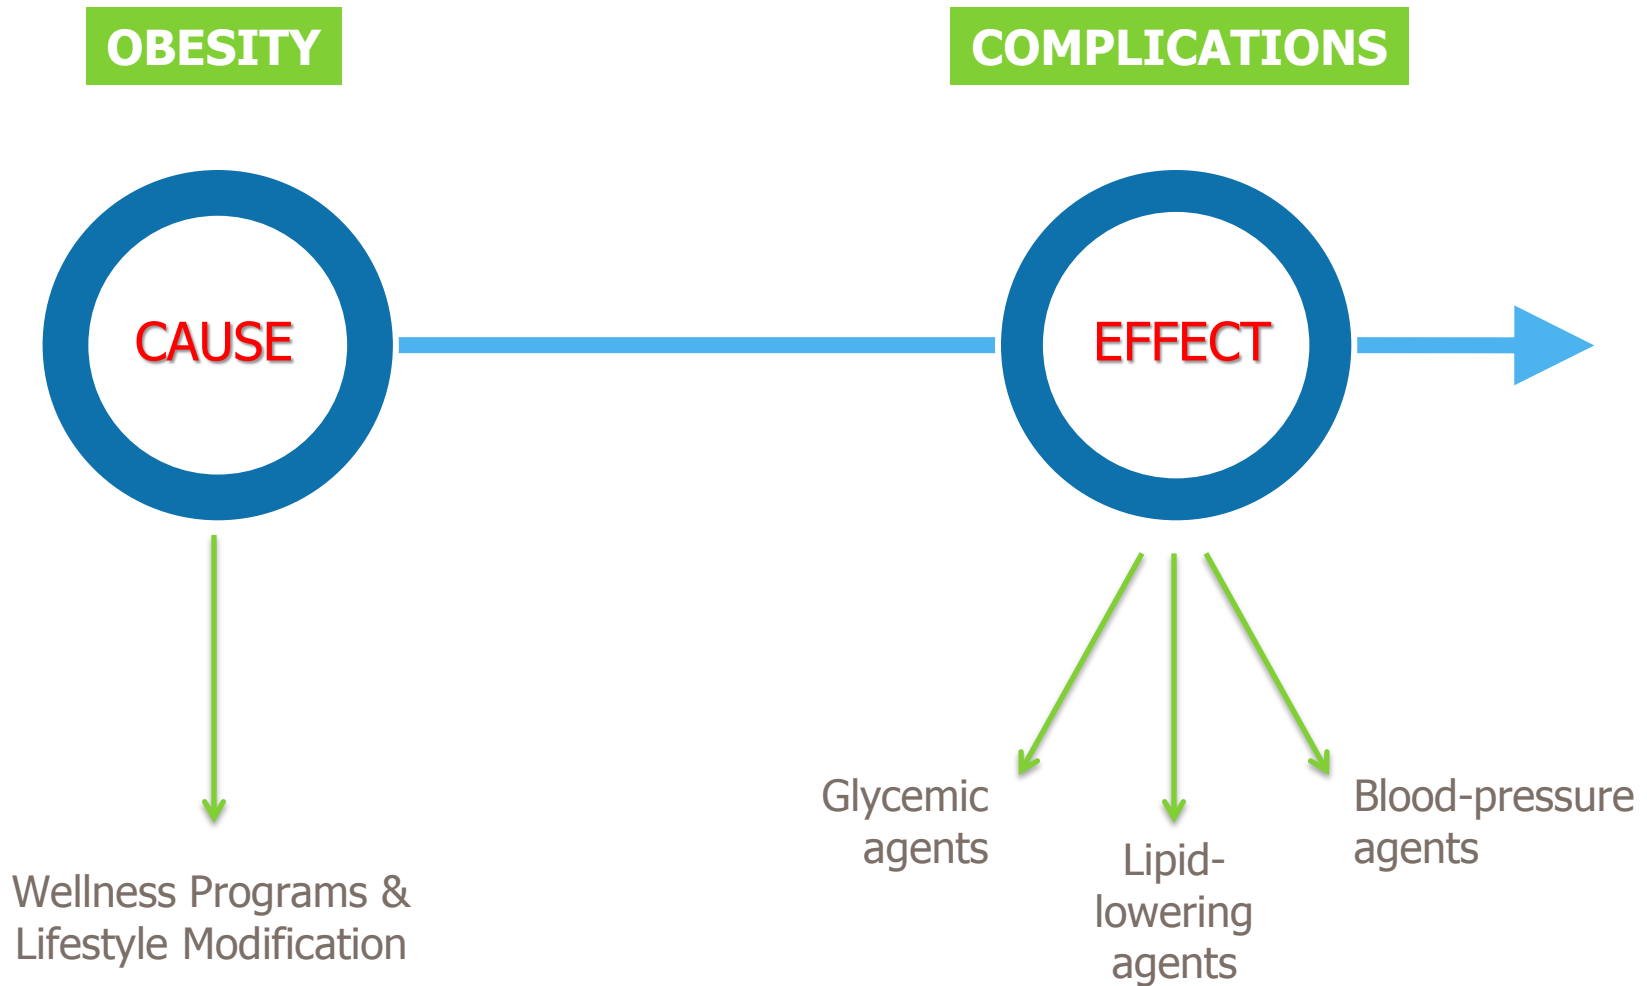 OBESITY
COMPLICATIONS
CAUSE
EFFECT
Wellness Programs &
Lifestyle Modification
Glycemic
agents
Lipid-
lowering
agents
Blood-pressure
agents